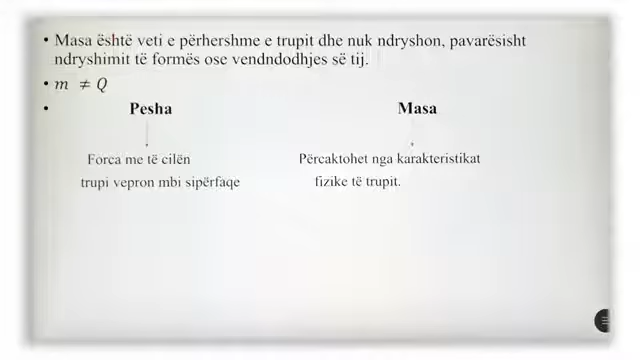 • Masa është veti e përhershme e trupit dhe nuk ndryshon, pavarësisht
ndryshimit të formës ose vendndodhjes së tij.
• m ≠ Q
• Pesha Masa
Forca me të cilën Përcaktohet nga karakteristikat
trupi vepron mbi sipërfaqe fizike të trupit.